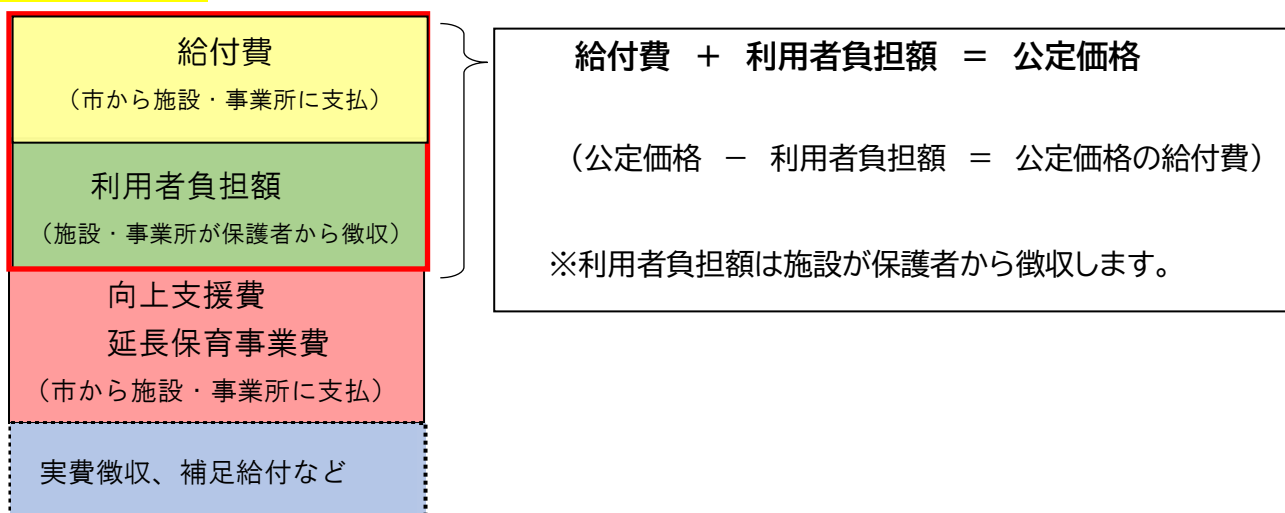 給付費
（市から施設・事業所に支払）
利用者負担額
（施設・事業所が保護者から徴収）
向上支援費
延長保育事業費
（市から施設・事業所に支払）
実費徴収、補足給付など
給付費 ＋ 利用者負担額 ＝ 公定価格
（公定価格 － 利用者負担額 ＝ 公定価格の給付費）
※利用者負担額は施設が保護者から徴収します。